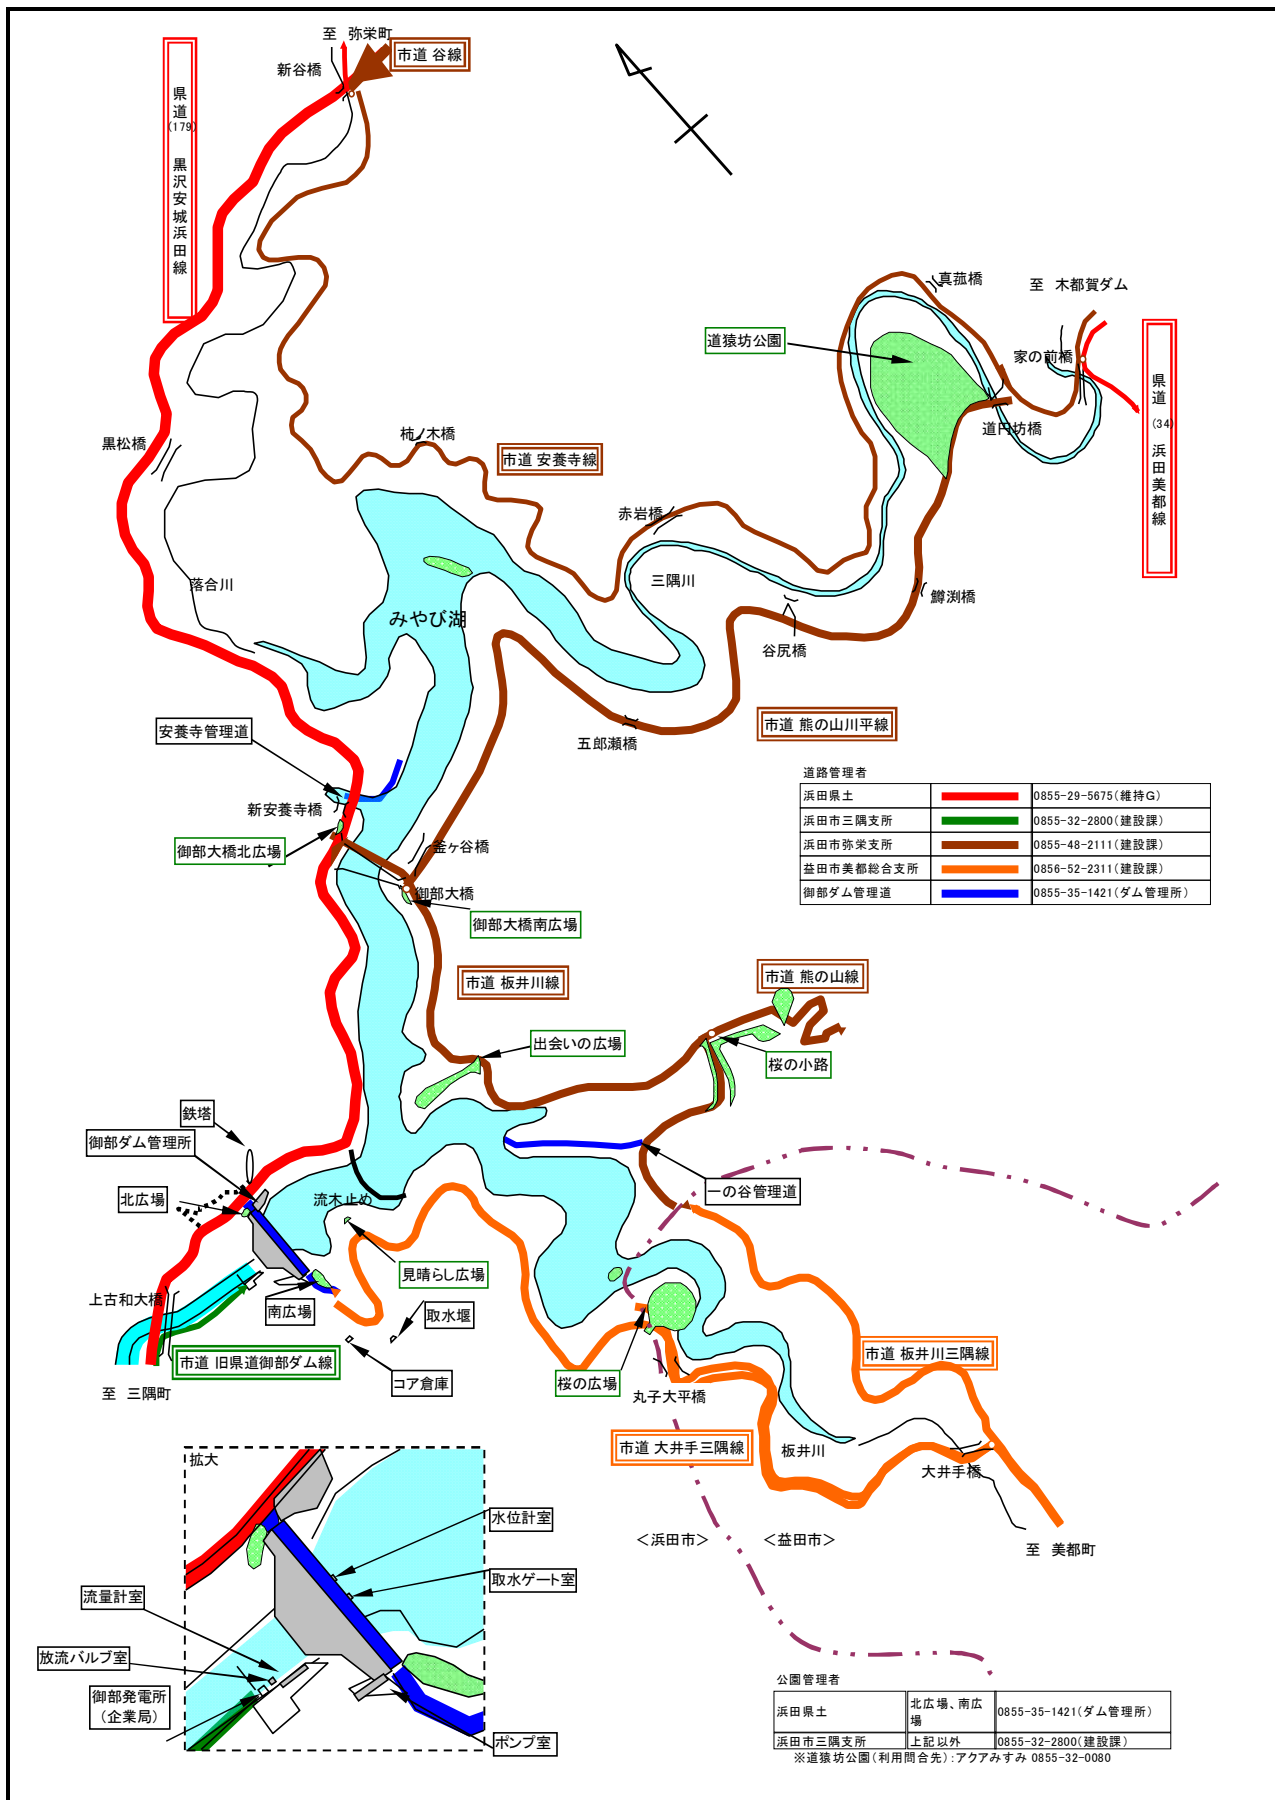 至 弥栄町
市道 谷線
新谷橋
県道(179) 黒沢安城浜田線
真菰橋
至 木都賀ダム
道猿坊公園
家の前橋
県道(34) 浜田美都線
道円坊橋
柿ノ木橋
黒松橋
市道 安養寺線
赤岩橋
三隅川
落合川
鱒渕橋
みやび湖
谷尻橋
市道 熊の山川平線
安養寺管理道
五郎瀬橋
新安養寺橋
御部大橋北広場
釜ヶ谷橋
御部大橋
御部大橋南広場
道路管理者
浜田県土 0855-29-5675(維持G)
浜田市三隅支所 0855-32-2800(建設課)
浜田市弥栄支所 0855-48-2111(建設課)
益田市美都総合支所 0856-52-2311(建設課)
御部ダム管理道 0855-35-1421(ダム管理所)
市道 板井川線
市道 熊の山線
出会いの広場
桜の小路
鉄塔
御部ダム管理所
北広場
流木止め
一の谷管理道
見晴らし広場
上古和大橋
南広場
取水堰
市道 旧県道御部ダム線
コア倉庫
至 三隅町
桜の広場
丸子大平橋
市道 板井川三隅線
市道 大井手三隅線
板井川
大井手橋
<浜田市>
<益田市>
至 美都町
拡大
水位計室
取水ゲート室
流量計室
放流バルブ室
御部発電所
(企業局)
ポンプ室
公園管理者
浜田県土 北広場、南広場 0855-35-1421(ダム管理所)
浜田市三隅支所 上記以外 0855-32-2800(建設課)
※道猿坊公園(利用問合先):アクアみすみ 0855-32-0080